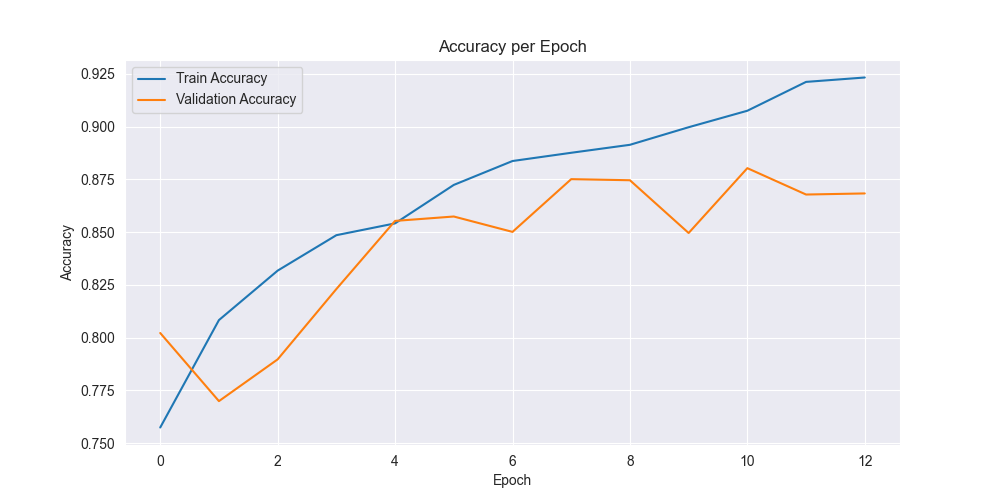 Accuracy per Epoch
Train Accuracy
Validation Accuracy
0.925
0.900
0.875
0.850
0.825
0.800
0.775
0.750
Accuracy
0 2 4 6 8 10 12
Epoch